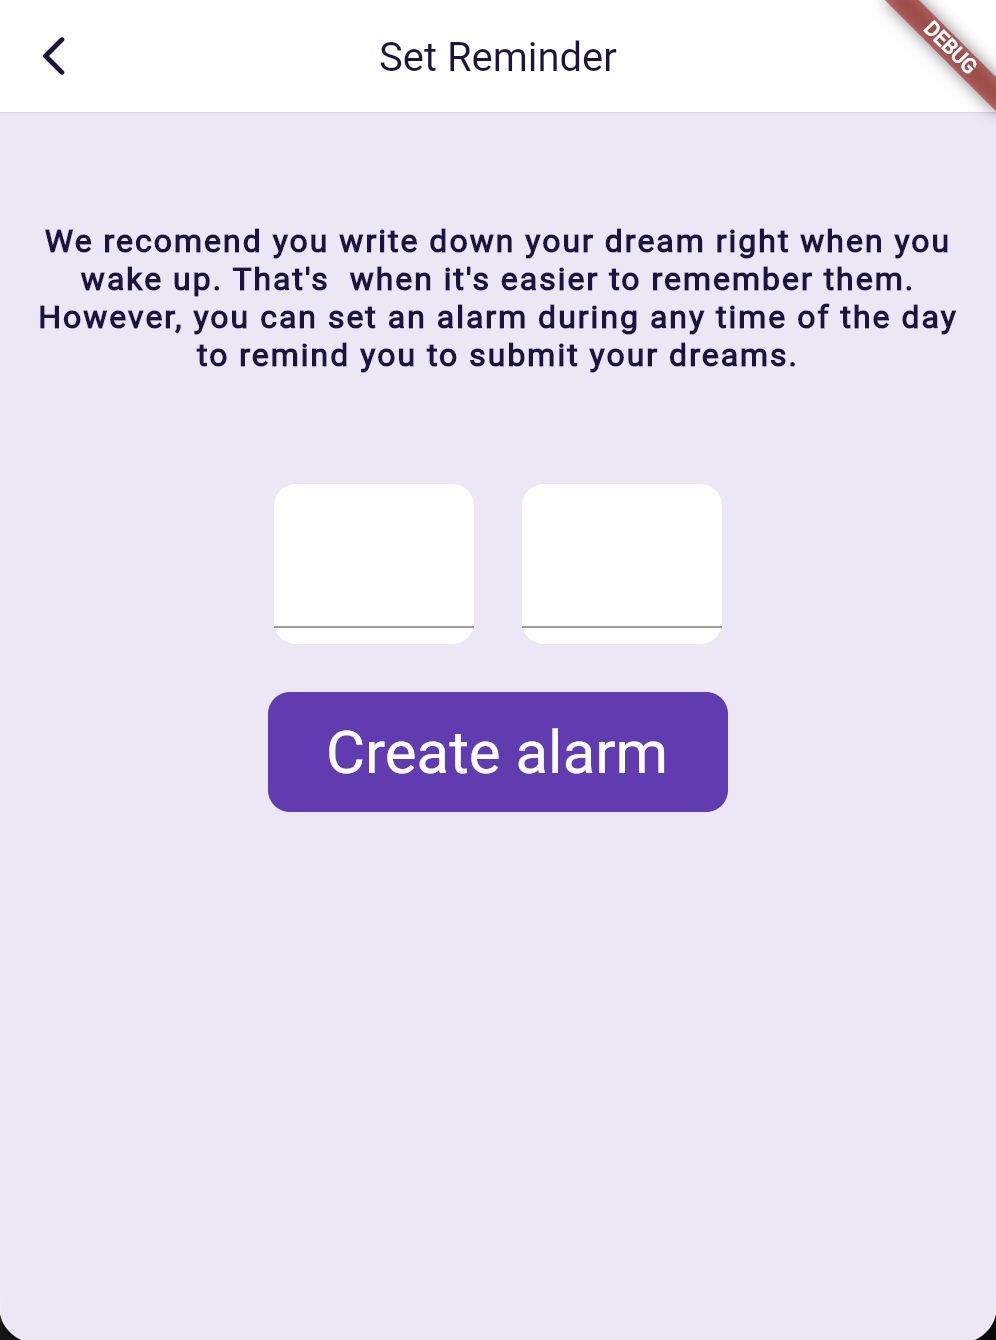 Set Reminder
DEBUG
We recomend you write down your dream right when you
wake up. That's  when it's easier to remember them.
However, you can set an alarm during any time of the day
to remind you to submit your dreams.
Create alarm